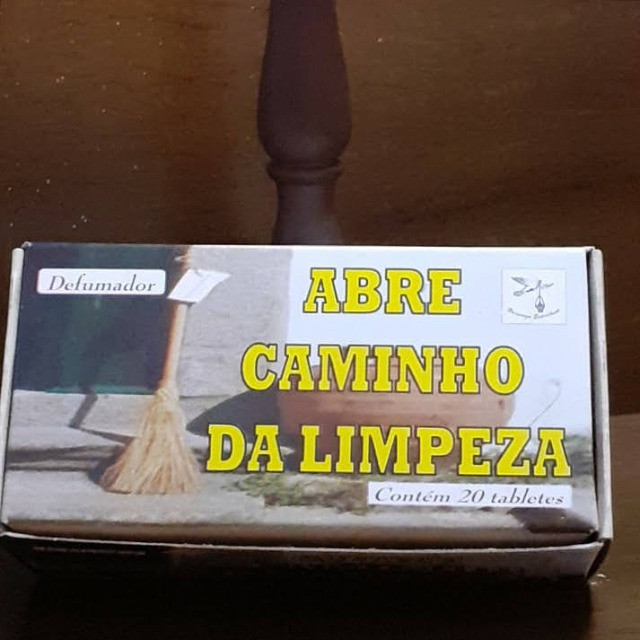 Defumador
ABRE
CAMINHO
DA LIMPEZA
Contém 20 tabletes